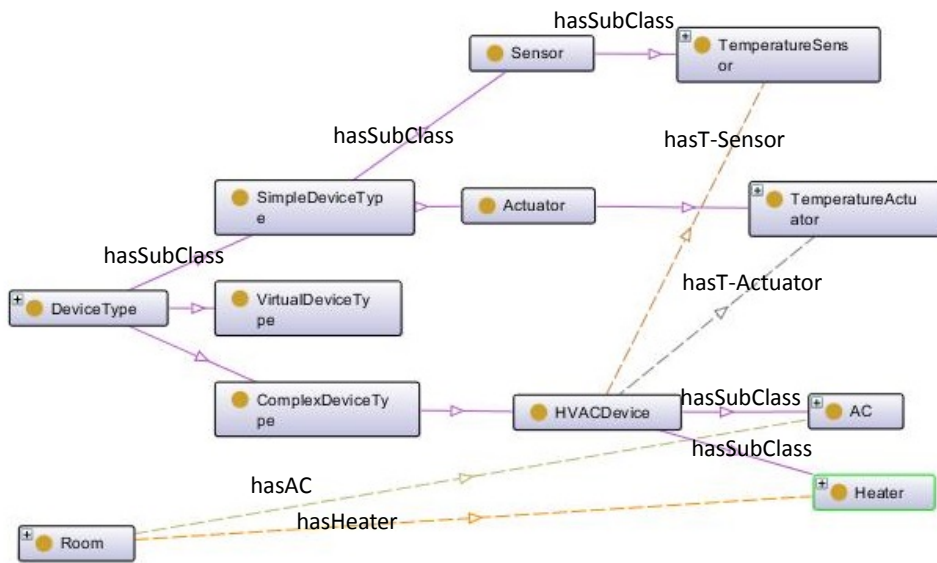 hasSubClass
Sensor
TemperatureSens
or
hasSubClass
hasT-Sensor
SimpleDeviceTyp
e
Actuator
TemperatureActu
ator
hasSubClass
DeviceType
VirtualDeviceTy
pe
hasT-Actuator
ComplexDeviceTy
pe
HVACDevice
hasSubClass
AC
hasSubClass
hasAC
Heater
hasHeater
Room